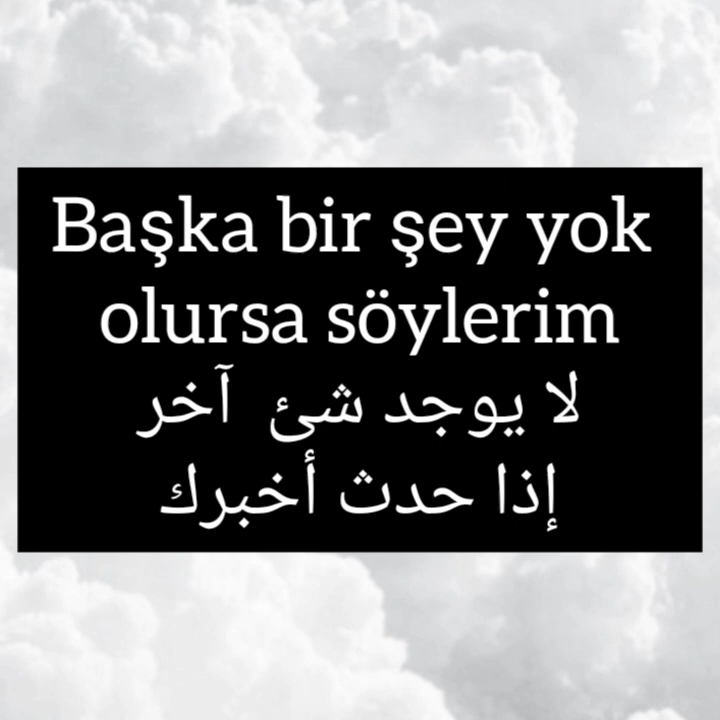 Başka bir şey yok
olursa söylerim
لا يوجد شئ آخر
إذا حدث أخبرك